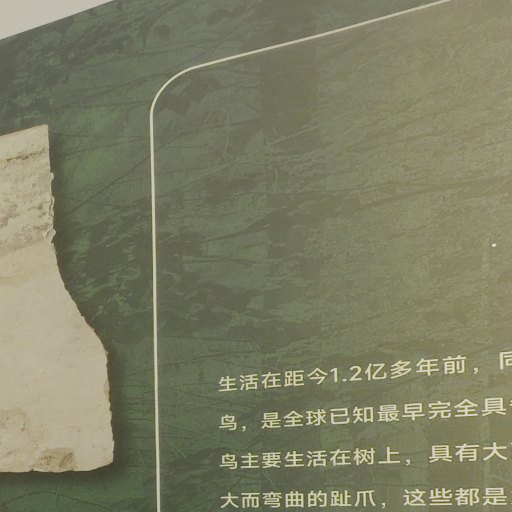 生活在距今1.2亿多年前，同
鸟，是全球已知最早完全具
鸟主要生活在树上，具有大
大而弯曲的趾爪，这些都是